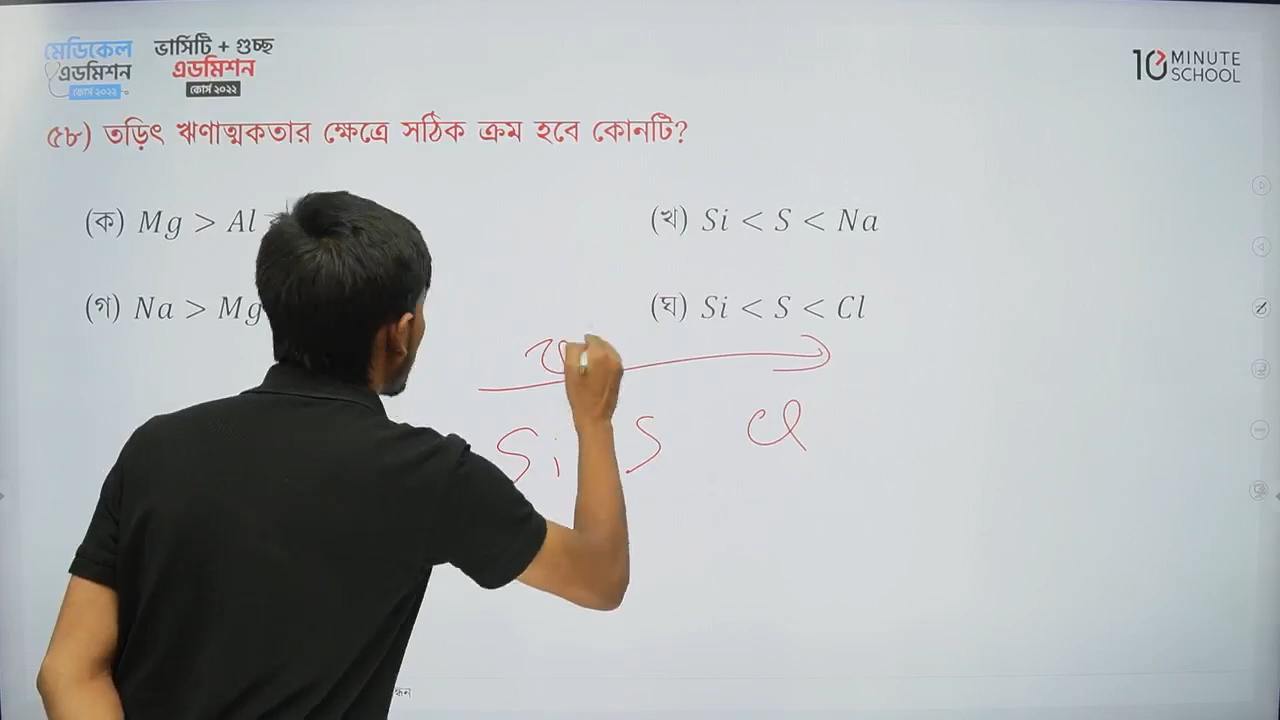 মেডিকেল
এডমিশন
কোর্স ২০২২
ভার্সিটি + গুচ্ছ
এডমিশন
কোর্স ২০২২
10 MINUTE SCHOOL
৫৮) তড়িৎ ঋণাত্মকতার ক্ষেত্রে সঠিক ক্রম হবে কোনটি?
(ক) Mg > Al
(খ) Si < S < Na
(গ) Na > Mg
(ঘ) Si < S < Cl
Si S Cl